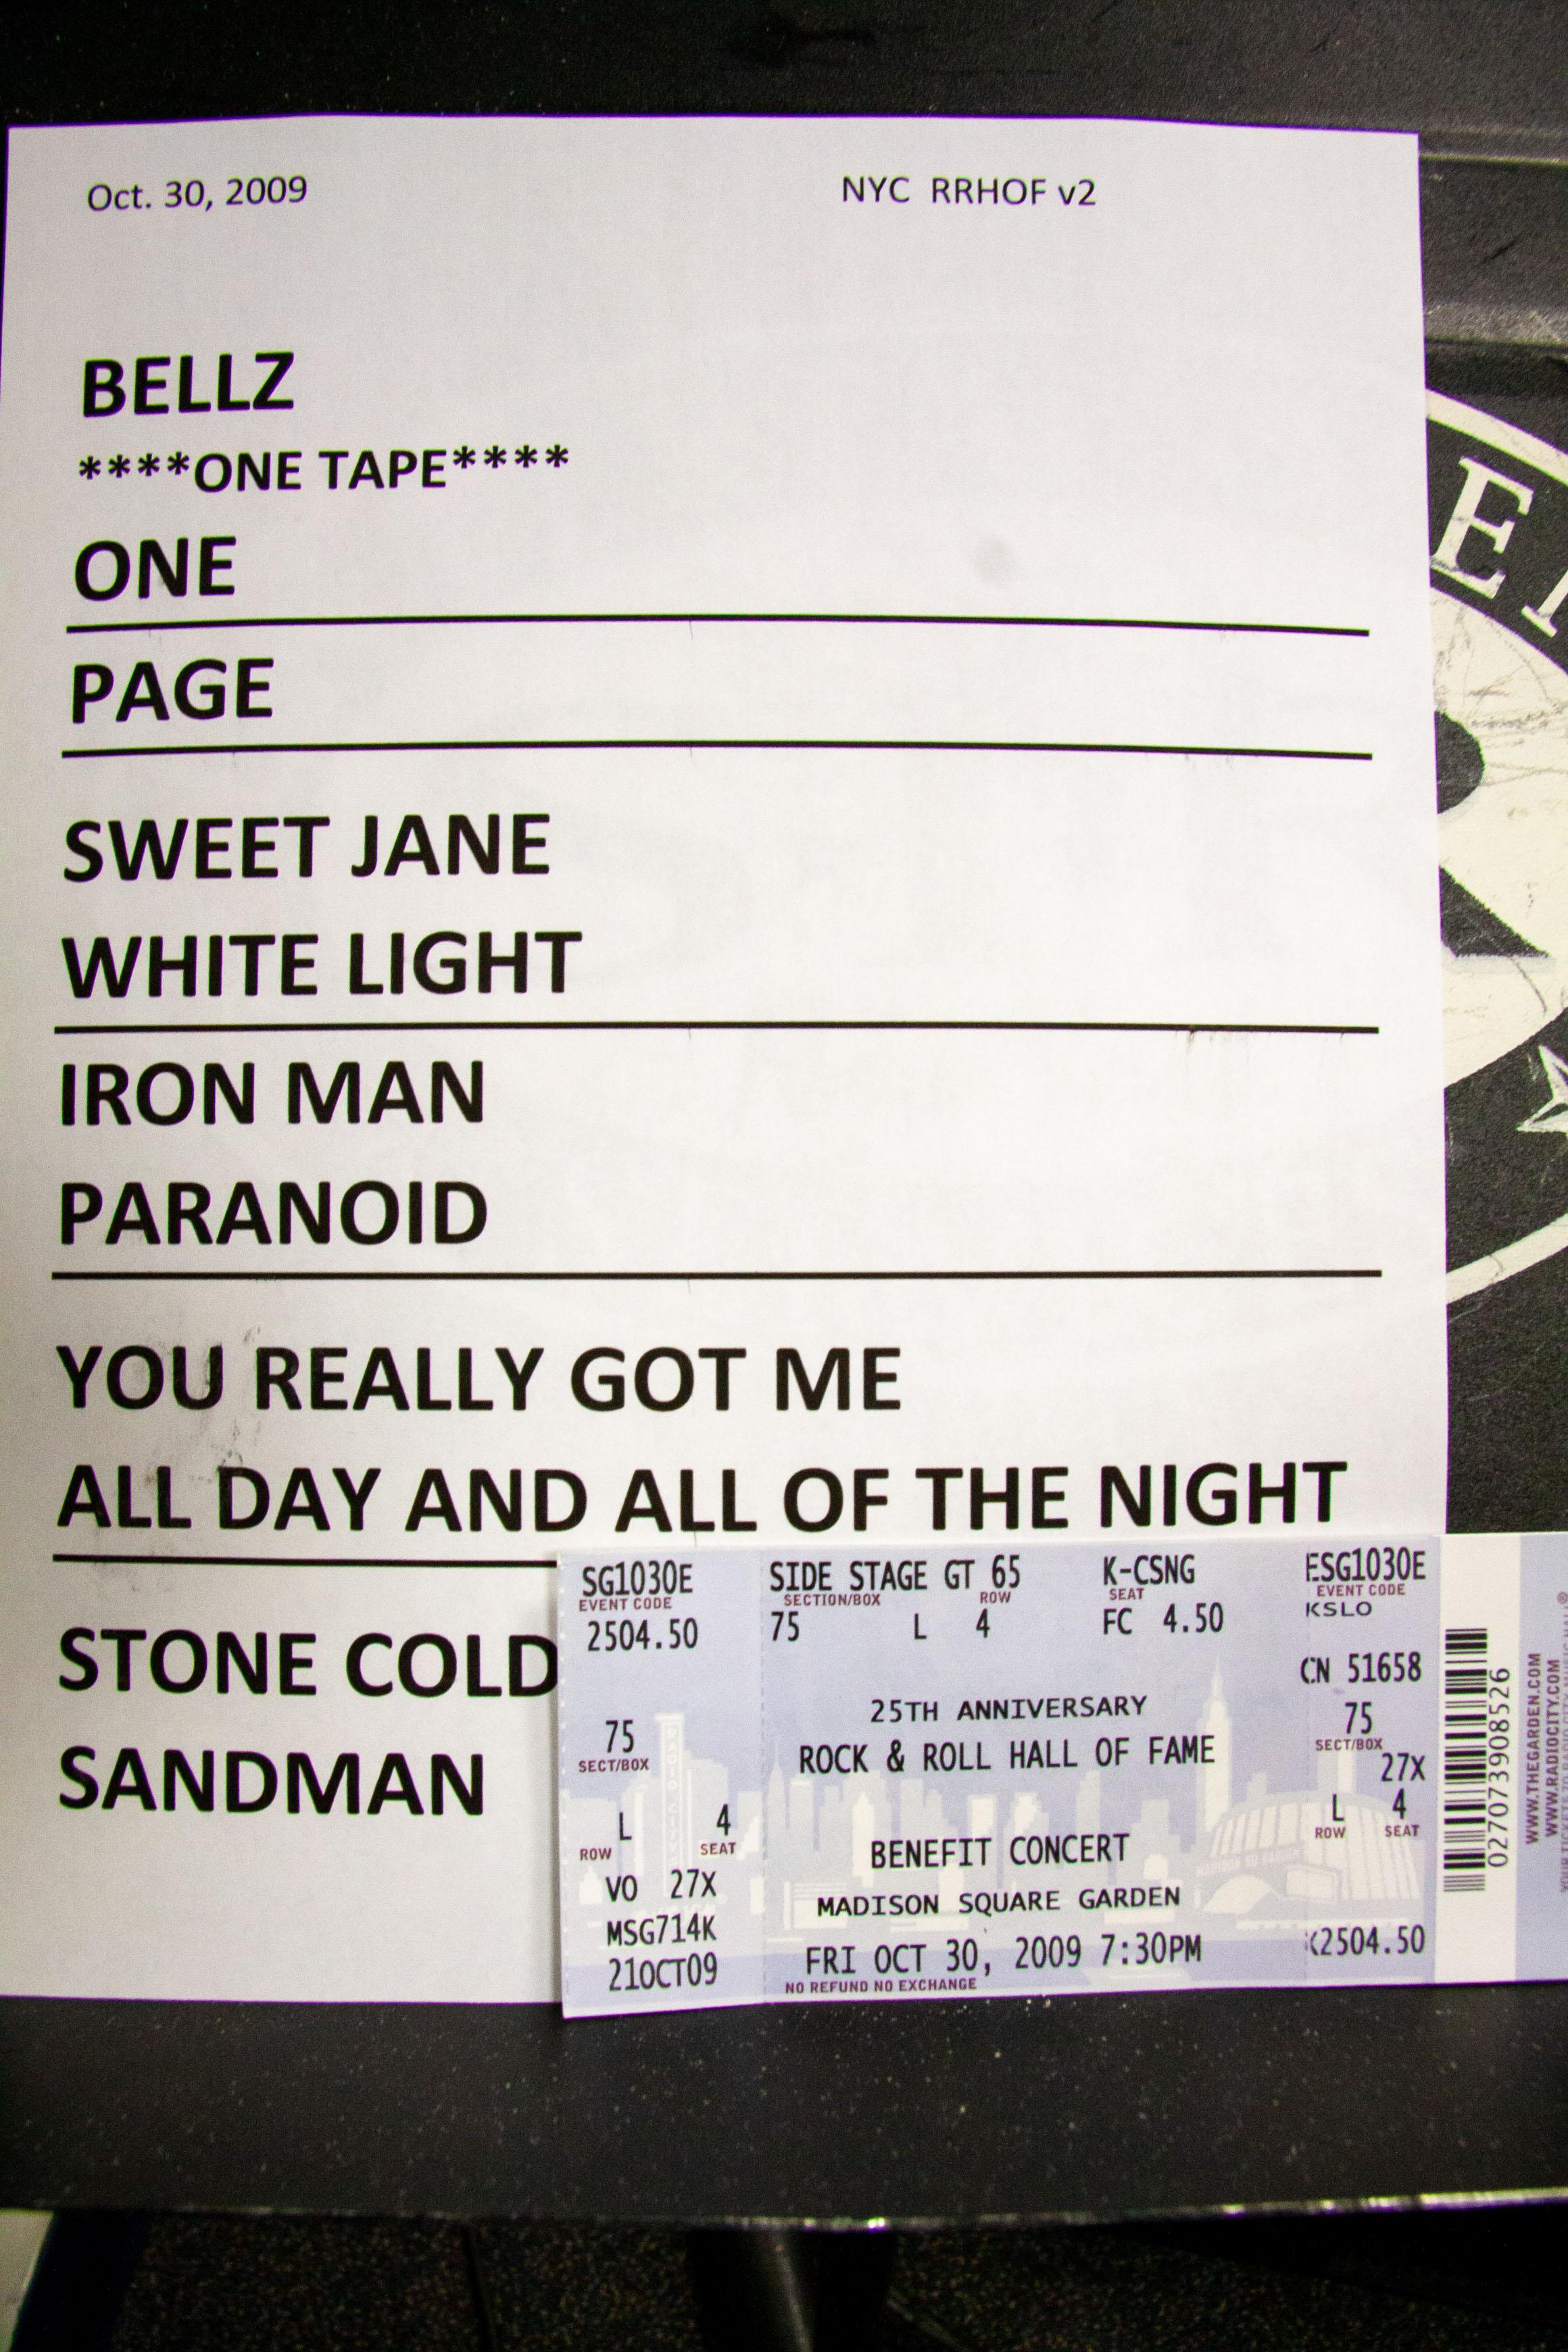 Oct. 30, 2009 NYC RRHOF v2
BELLZ
****ONE TAPE****
ONE
PAGE
SWEET JANE
WHITE LIGHT
IRON MAN
PARANOID
YOU REALLY GOT ME
ALL DAY AND ALL OF THE NIGHT
STONE COLD
SANDMAN
SG1030E
EVENT CODE
2504.50
75
SECT/BOX
L 4
ROW SEAT
VO 27X
MSG714K
21OCT09
SIDE STAGE GT 65 K-CSNG
SECTION/BOX ROW SEAT
75 L 4 FC 4.50
25TH ANNIVERSARY
ROCK & ROLL HALL OF FAME
BENEFIT CONCERT
MADISON SQUARE GARDEN
FRI OCT 30, 2009 7:30PM
NO REFUND NO EXCHANGE
ESG1030E
EVENT CODE
KSLO
CN 51658
75
SECT/BOX
27X
L 4
ROW SEAT
2504.50
0270739908526
WWW.THEGARDEN.COM
WWW.RADIOCITY.COM
E